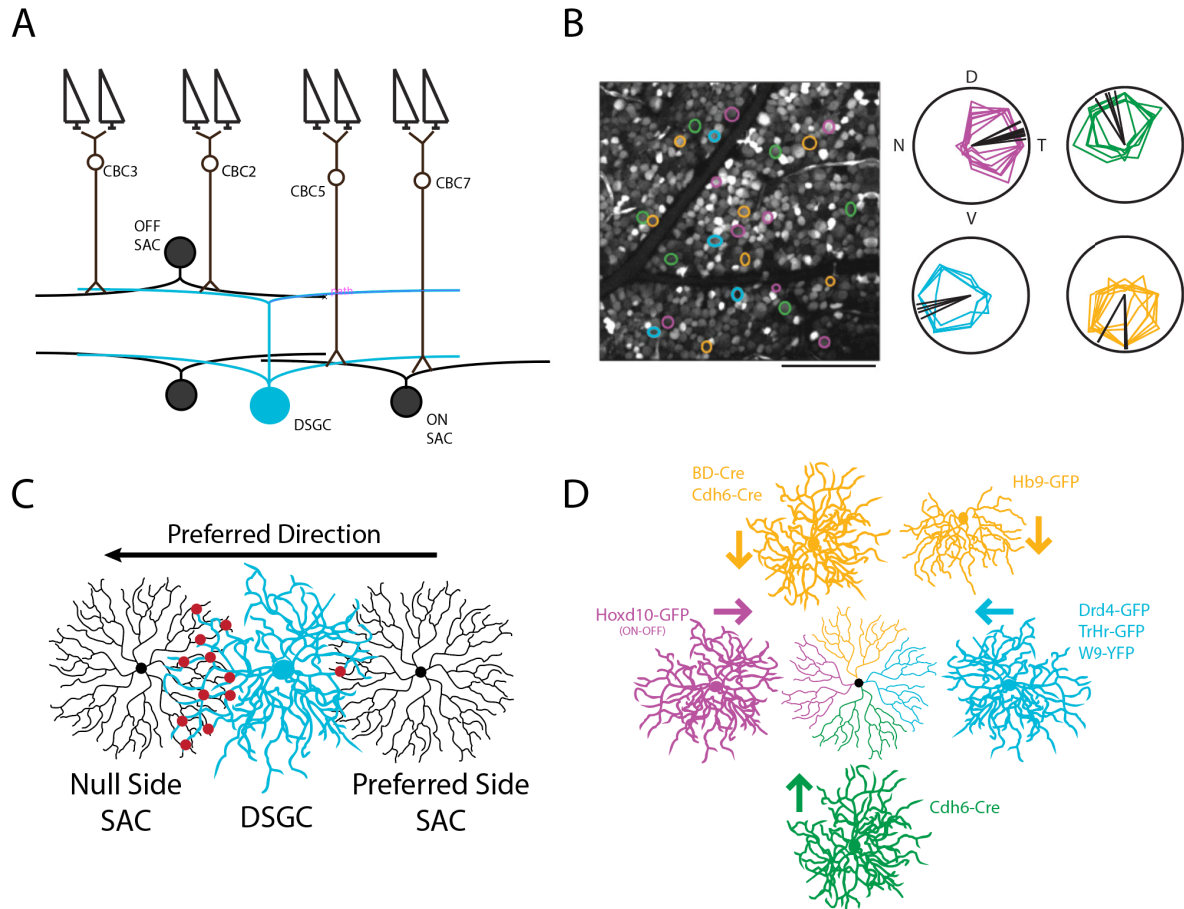 A
CBC3
CBC2
CBC5
CBC7
OFF
SAC
path
DSGC
ON
SAC
B
D
N
T
V
C
Preferred Direction
Null Side
SAC
DSGC
Preferred Side
SAC
D
BD-Cre
Cdh6-Cre
Hb9-GFP
Hoxd10-GFP
(ON-OFF)
Drd4-GFP
TrHr-GFP
W9-YFP
Cdh6-Cre